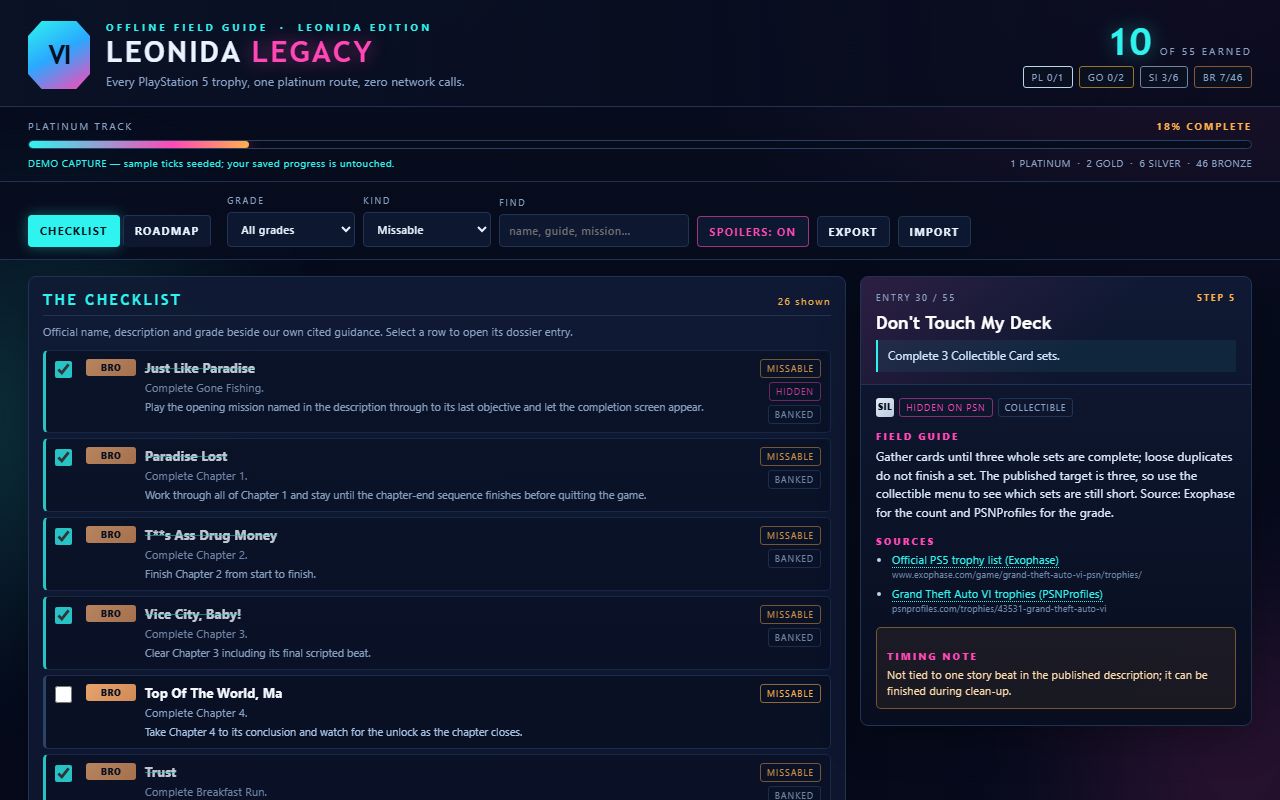 VI
OFFLINE FIELD GUIDE · LEONIDA EDITION
LEONIDA LEGACY
Every PlayStation 5 trophy, one platinum route, zero network calls.
10 OF 55 EARNED
PL 0/1
GO 0/2
SI 3/6
BR 7/46
PLATINUM TRACK
18% COMPLETE
DEMO CAPTURE — sample ticks seeded; your saved progress is untouched.
1 PLATINUM · 2 GOLD · 6 SILVER · 46 BRONZE
CHECKLIST
ROADMAP
GRADE
All grades
KIND
Missable
FIND
name, guide, mission...
SPOILERS: ON
EXPORT
IMPORT
THE CHECKLIST
26 shown
Official name, description and grade beside our own cited guidance. Select a row to open its dossier entry.
BRO
Just Like Paradise
Complete Gone Fishing.
Play the opening mission named in the description through to its last objective and let the completion screen appear.
MISSABLE
HIDDEN
BANKED
BRO
Paradise Lost
Complete Chapter 1.
Work through all of Chapter 1 and stay until the chapter-end sequence finishes before quitting the game.
MISSABLE
BANKED
BRO
T**s Ass Drug Money
Complete Chapter 2.
Finish Chapter 2 from start to finish.
MISSABLE
BANKED
BRO
Vice City, Baby!
Complete Chapter 3.
Clear Chapter 3 including its final scripted beat.
MISSABLE
BANKED
BRO
Top Of The World, Ma
Complete Chapter 4.
Take Chapter 4 to its conclusion and watch for the unlock as the chapter closes.
MISSABLE
BRO
Trust
Complete Breakfast Run.
MISSABLE
BANKED
ENTRY 30 / 55
STEP 5
Don't Touch My Deck
Complete 3 Collectible Card sets.
SIL
HIDDEN ON PSN
COLLECTIBLE
FIELD GUIDE
Gather cards until three whole sets are complete; loose duplicates
do not finish a set. The published target is three, so use the
collectible menu to see which sets are still short. Source: Exophase
for the count and PSNProfiles for the grade.
SOURCES
• Official PS5 trophy list (Exophase)
www.exophase.com/game/grand-theft-auto-vi-psn/trophies/
• Grand Theft Auto VI trophies (PSNProfiles)
psnprofiles.com/trophies/43531-grand-theft-auto-vi
TIMING NOTE
Not tied to one story beat in the published description; it can be
finished during clean-up.